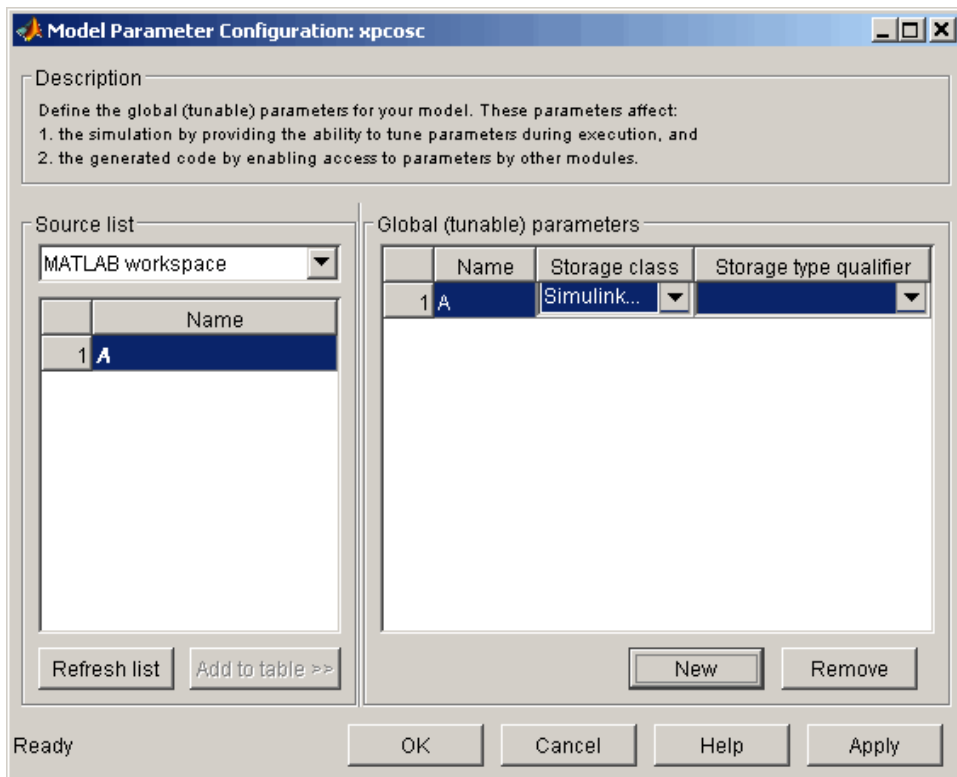 Model Parameter Configuration: xpcosc
Description
Define the global (tunable) parameters for your model. These parameters affect:
1. the simulation by providing the ability to tune parameters during execution, and
2. the generated code by enabling access to parameters by other modules.
Source list
MATLAB workspace
Name
1 A
Refresh list
Add to table >>
Global (tunable) parameters
Name Storage class Storage type qualifier
1 A Simulink...
New Remove
Ready
OK Cancel Help Apply